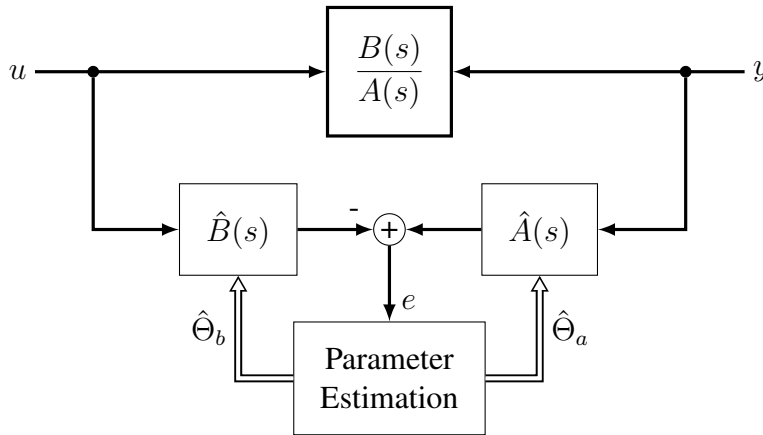 B(s)
A(s)
u
y
-
B̂(s)
+
Â(s)
e
Θ̂_b
Θ̂_a
Parameter
Estimation